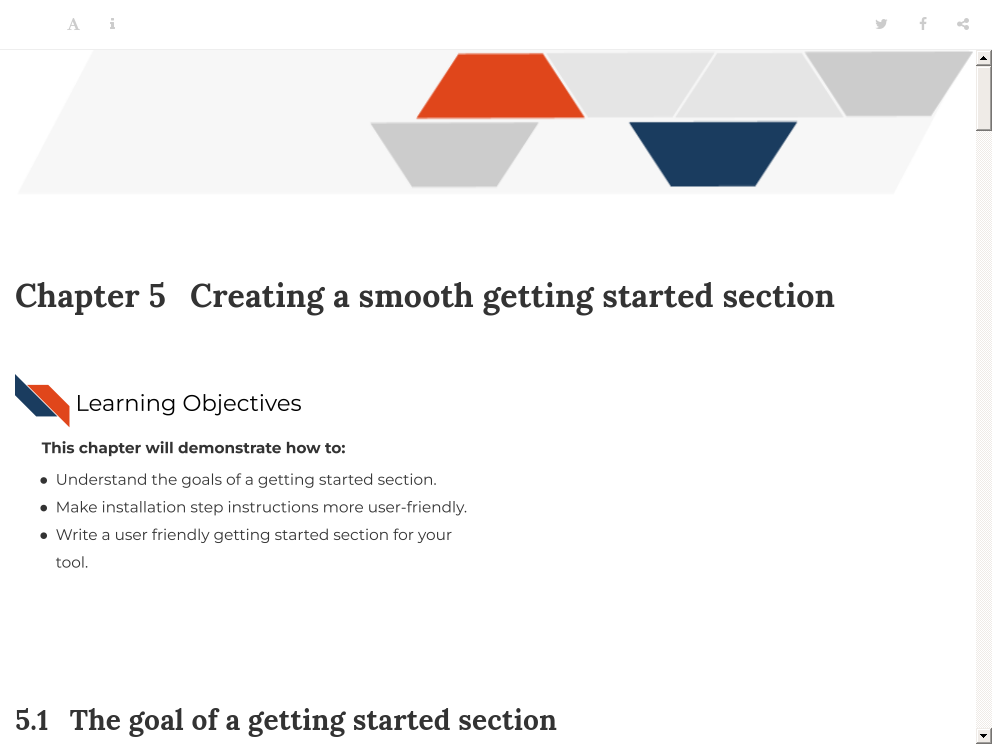 Chapter 5 Creating a smooth getting started section
Learning Objectives
This chapter will demonstrate how to:
● Understand the goals of a getting started section.
● Make installation step instructions more user-friendly.
● Write a user friendly getting started section for your
tool.
5.1 The goal of a getting started section